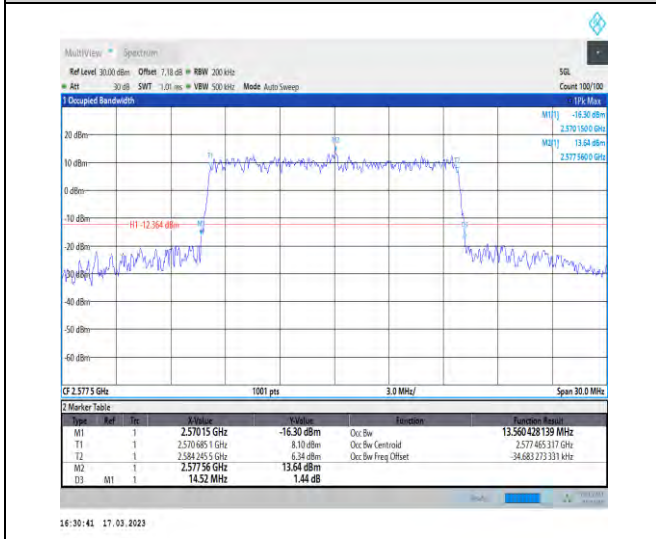 MultiView Spectrum
Ref Level 30.00 dBm Offset 7.18 dB RBW 200 kHz SGL
Att 30 dB SWT 1.01 ms VBW 500 kHz Mode Auto Sweep Count 100/100
1 Occupied Bandwidth 1Pk Max
M1[1] -16.30 dBm
2.570 150 0 GHz
M2[1] 13.64 dBm
2.577 560 0 GHz
20 dBm
M2
10 dBm
T1
0 dBm
-10 dBm
H1 -12.364 dBm
-20 dBm
-30 dBm
-40 dBm
-50 dBm
-60 dBm
CF 2.577 5 GHz 1001 pts 3.0 MHz/ Span 30.0 MHz
2 Marker Table
Type Ref Trc X-Value Y-Value Function Function Result
M1 1 2.570 15 GHz -16.30 dBm Occ Bw 13.560 428 139 MHz
T1 1 2.570 685 1 GHz 8.10 dBm Occ Bw Centroid 2.577 465 317 GHz
T2 1 2.584 245 5 GHz 6.34 dBm Occ Bw Freq Offset -34.683 273 331 kHz
M2 1 2.577 56 GHz 13.64 dBm
D3 M1 1 14.52 MHz 1.44 dB
16:30:41 17.03.2023